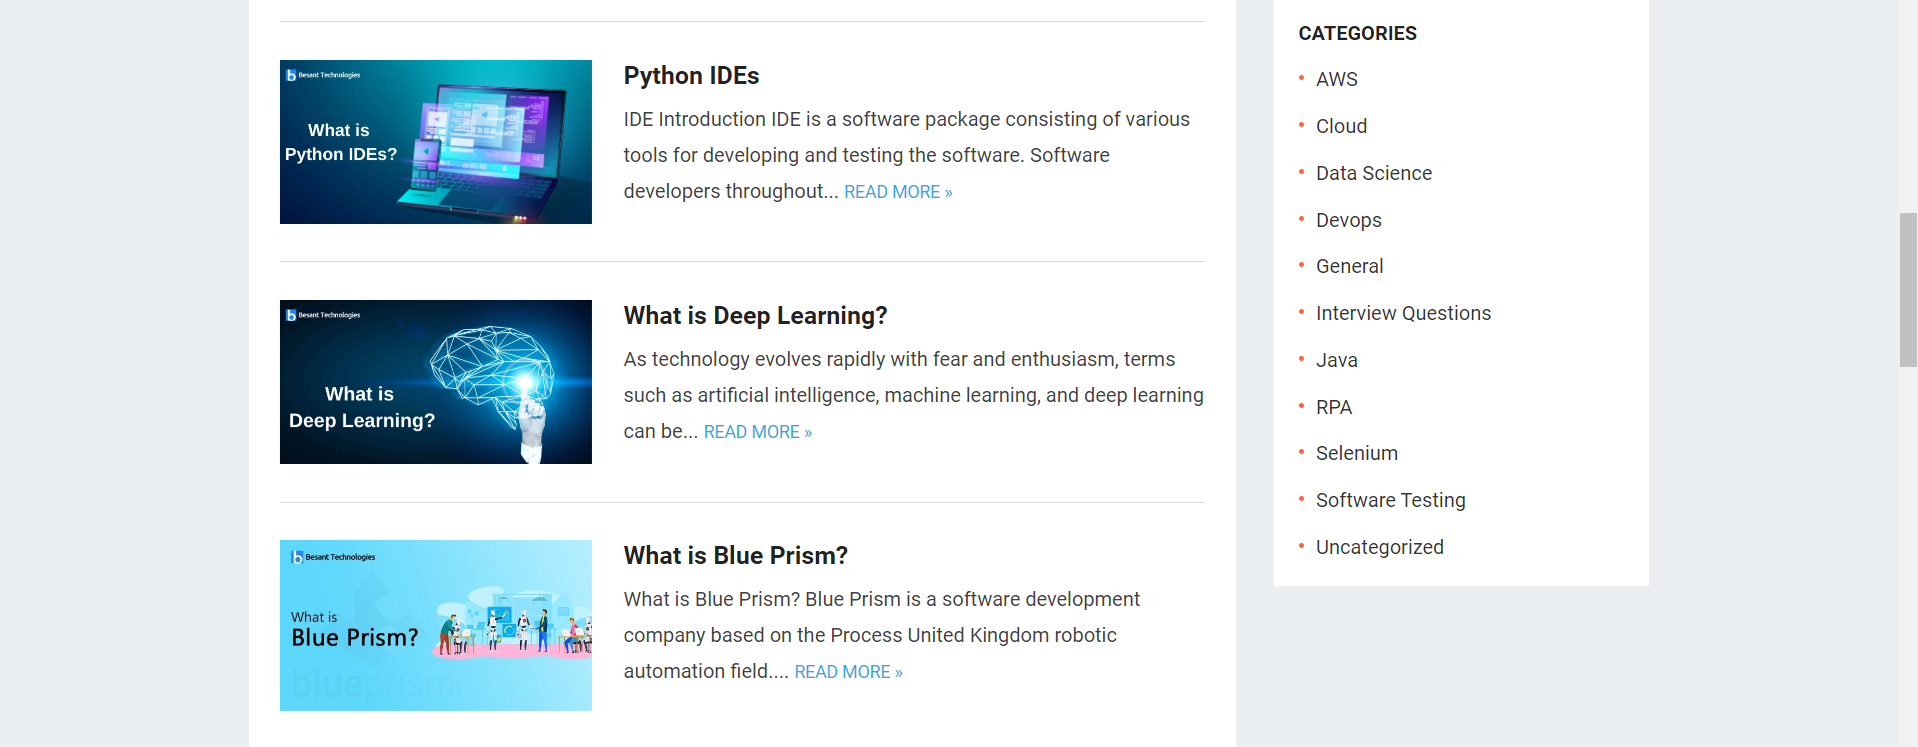 Besant Technologies
What is
Python IDEs?
Python IDEs
IDE Introduction IDE is a software package consisting of various
tools for developing and testing the software. Software
developers throughout... READ MORE »
Besant Technologies
What is
Deep Learning?
What is Deep Learning?
As technology evolves rapidly with fear and enthusiasm, terms
such as artificial intelligence, machine learning, and deep learning
can be... READ MORE »
Besant Technologies
What is
Blue Prism?
blueprism
What is Blue Prism?
What is Blue Prism? Blue Prism is a software development
company based on the Process United Kingdom robotic
automation field.... READ MORE »
CATEGORIES
AWS
Cloud
Data Science
Devops
General
Interview Questions
Java
RPA
Selenium
Software Testing
Uncategorized